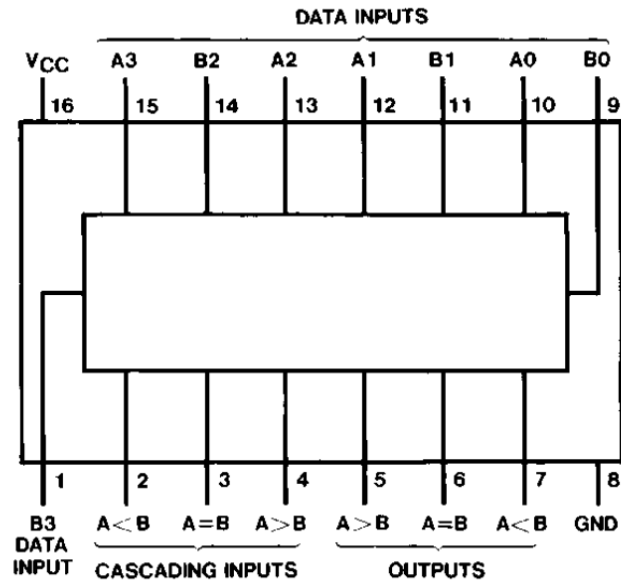 DATA INPUTS
VCC A3 B2 A2 A1 B1 A0 B0
16 15 14 13 12 11 10 9
1 2 3 4 5 6 7 8
B3 A<B A=B A>B A>B A=B A<B GND
DATA
INPUT CASCADING INPUTS OUTPUTS